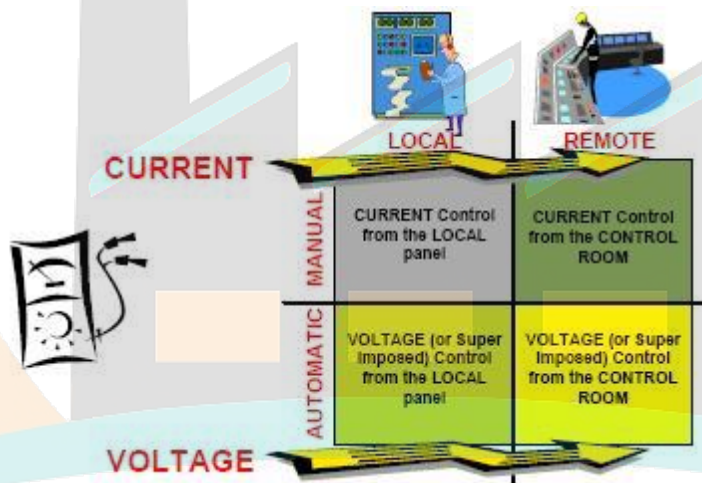 LOCAL
REMOTE
CURRENT
MANUAL
CURRENT Control
from the LOCAL
panel
CURRENT Control
from the CONTROL
ROOM
AUTOMATIC
VOLTAGE (or Super
Imposed) Control
from the LOCAL
panel
VOLTAGE (or Super
Imposed) Control
from the CONTROL
ROOM
VOLTAGE